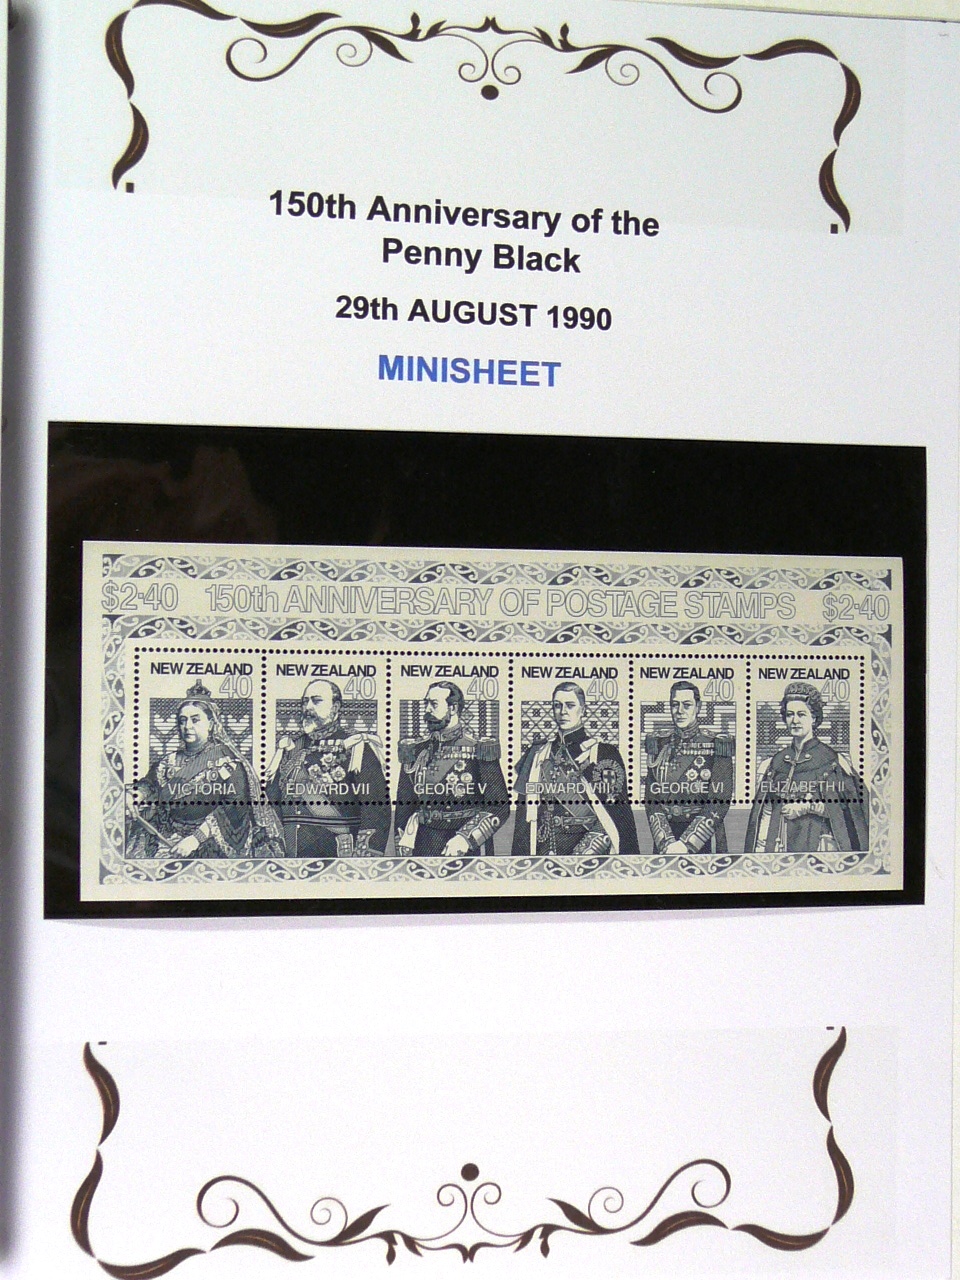 150th Anniversary of the
Penny Black
29th AUGUST 1990
MINISHEET
$2·40 150th ANNIVERSARY OF POSTAGE STAMPS $2·40
NEW ZEALAND NEW ZEALAND NEW ZEALAND NEW ZEALAND NEW ZEALAND NEW ZEALAND
40 40 40 40 40 40
VICTORIA EDWARD VII GEORGE V EDWARD VIII GEORGE VI ELIZABETH II